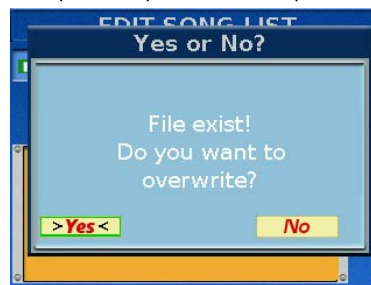 EDIT SONG LIST
Yes or No?
File exist!
Do you want to
overwrite?
>Yes<
No